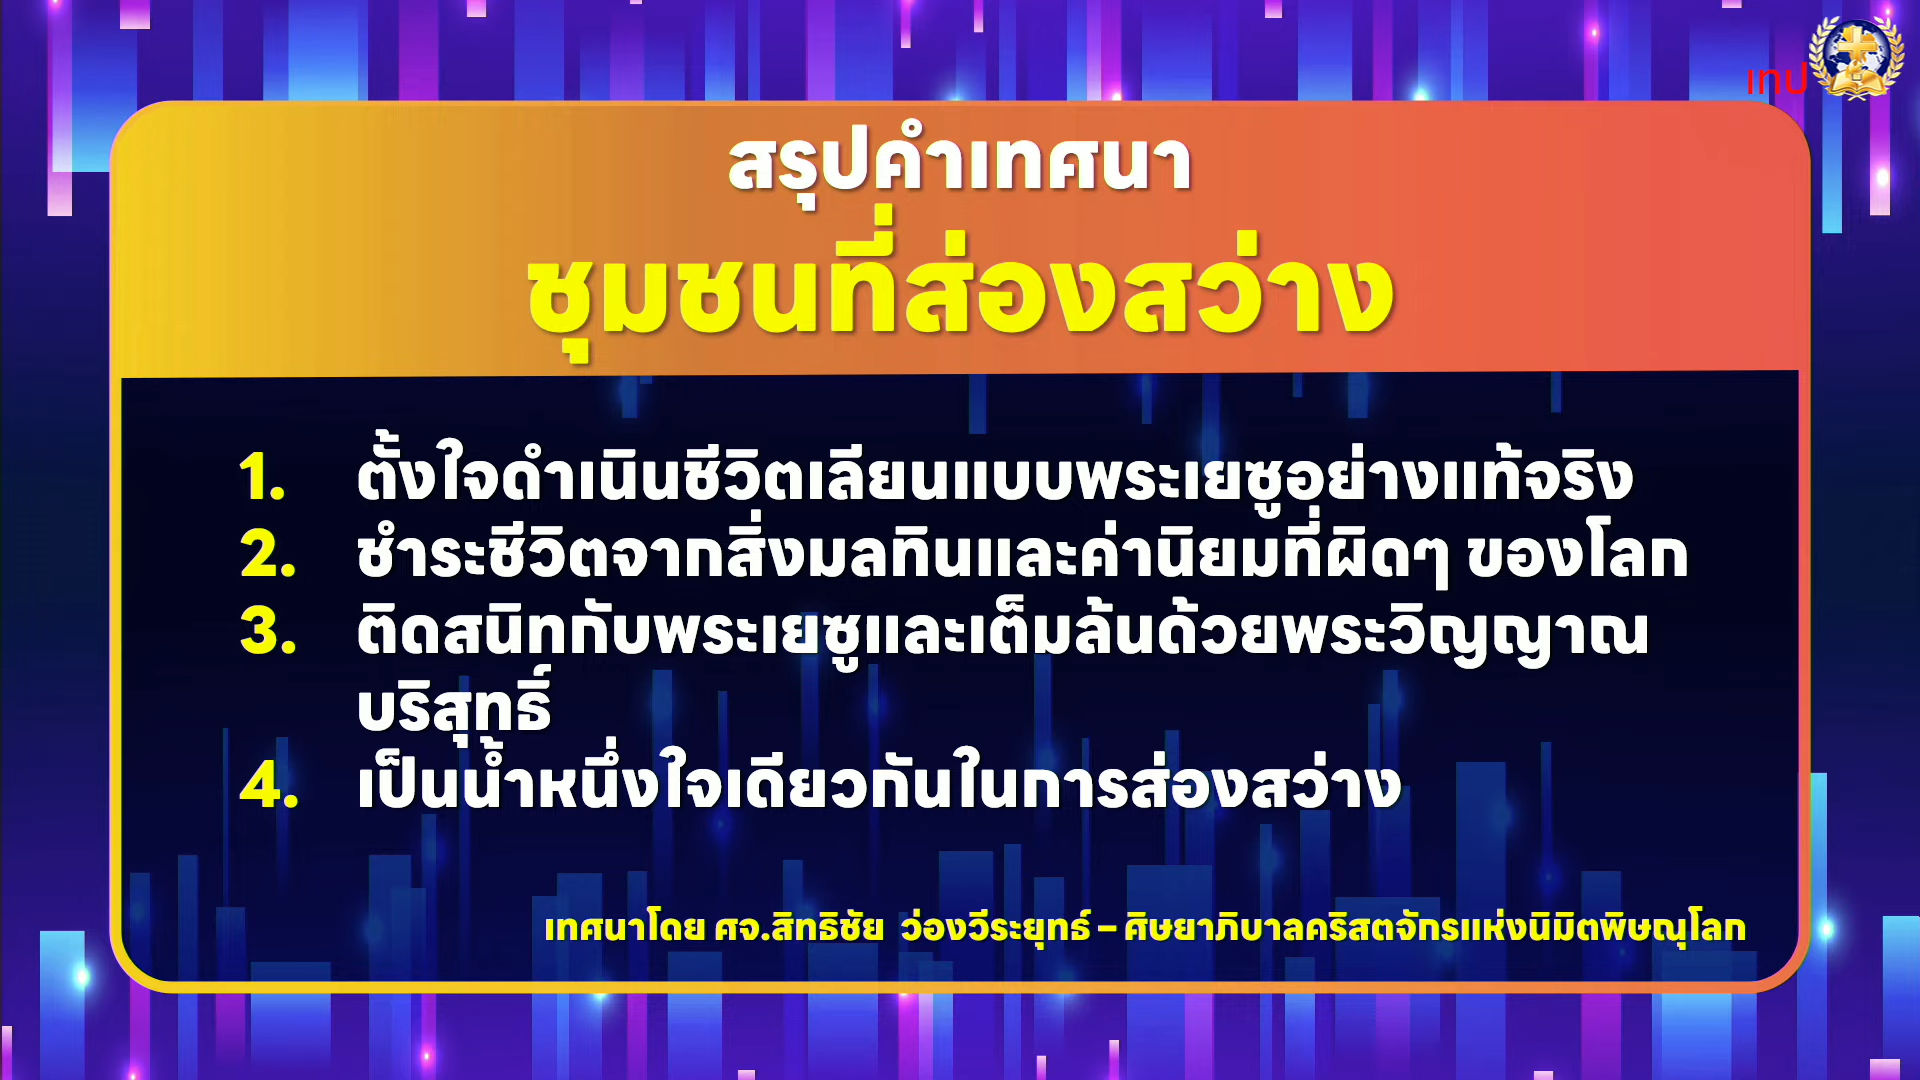 เทป
สรุปคำเทศนา
ชุมชนที่ส่องสว่าง
1. ตั้งใจดำเนินชีวิตเลียนแบบพระเยซูอย่างแท้จริง
2. ชำระชีวิตจากสิ่งมลทินและค่านิยมที่ผิดๆ ของโลก
3. ติดสนิทกับพระเยซูและเต็มล้นด้วยพระวิญญาณ
บริสุทธิ์
4. เป็นน้ำหนึ่งใจเดียวกันในการส่องสว่าง
เทศนาโดย ศจ.สิทธิชัย ว่องวีระยุทธ์ – ศิษยาภิบาลคริสตจักรแห่งนิมิตพิษณุโลก